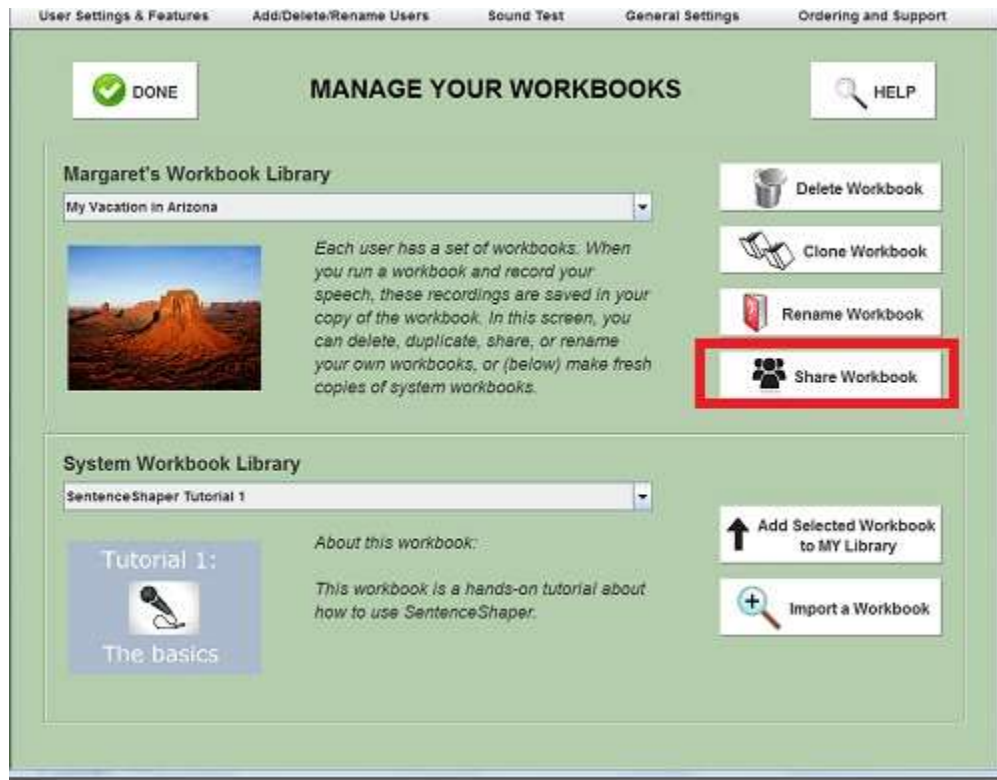 User Settings & Features Add/Delete/Rename Users Sound Test General Settings Ordering and Support
DONE
MANAGE YOUR WORKBOOKS
HELP
Margaret's Workbook Library
My Vacation in Arizona
Each user has a set of workbooks. When
you run a workbook and record your
speech, these recordings are saved in your
copy of the workbook. In this screen, you
can delete, duplicate, share, or rename
your own workbooks, or (below) make fresh
copies of system workbooks.
Delete Workbook
Clone Workbook
Rename Workbook
Share Workbook
System Workbook Library
SentenceShaper Tutorial 1
Tutorial 1:
The basics
About this workbook:
This workbook is a hands-on tutorial about
how to use SentenceShaper.
Add Selected Workbook
to MY Library
Import a Workbook